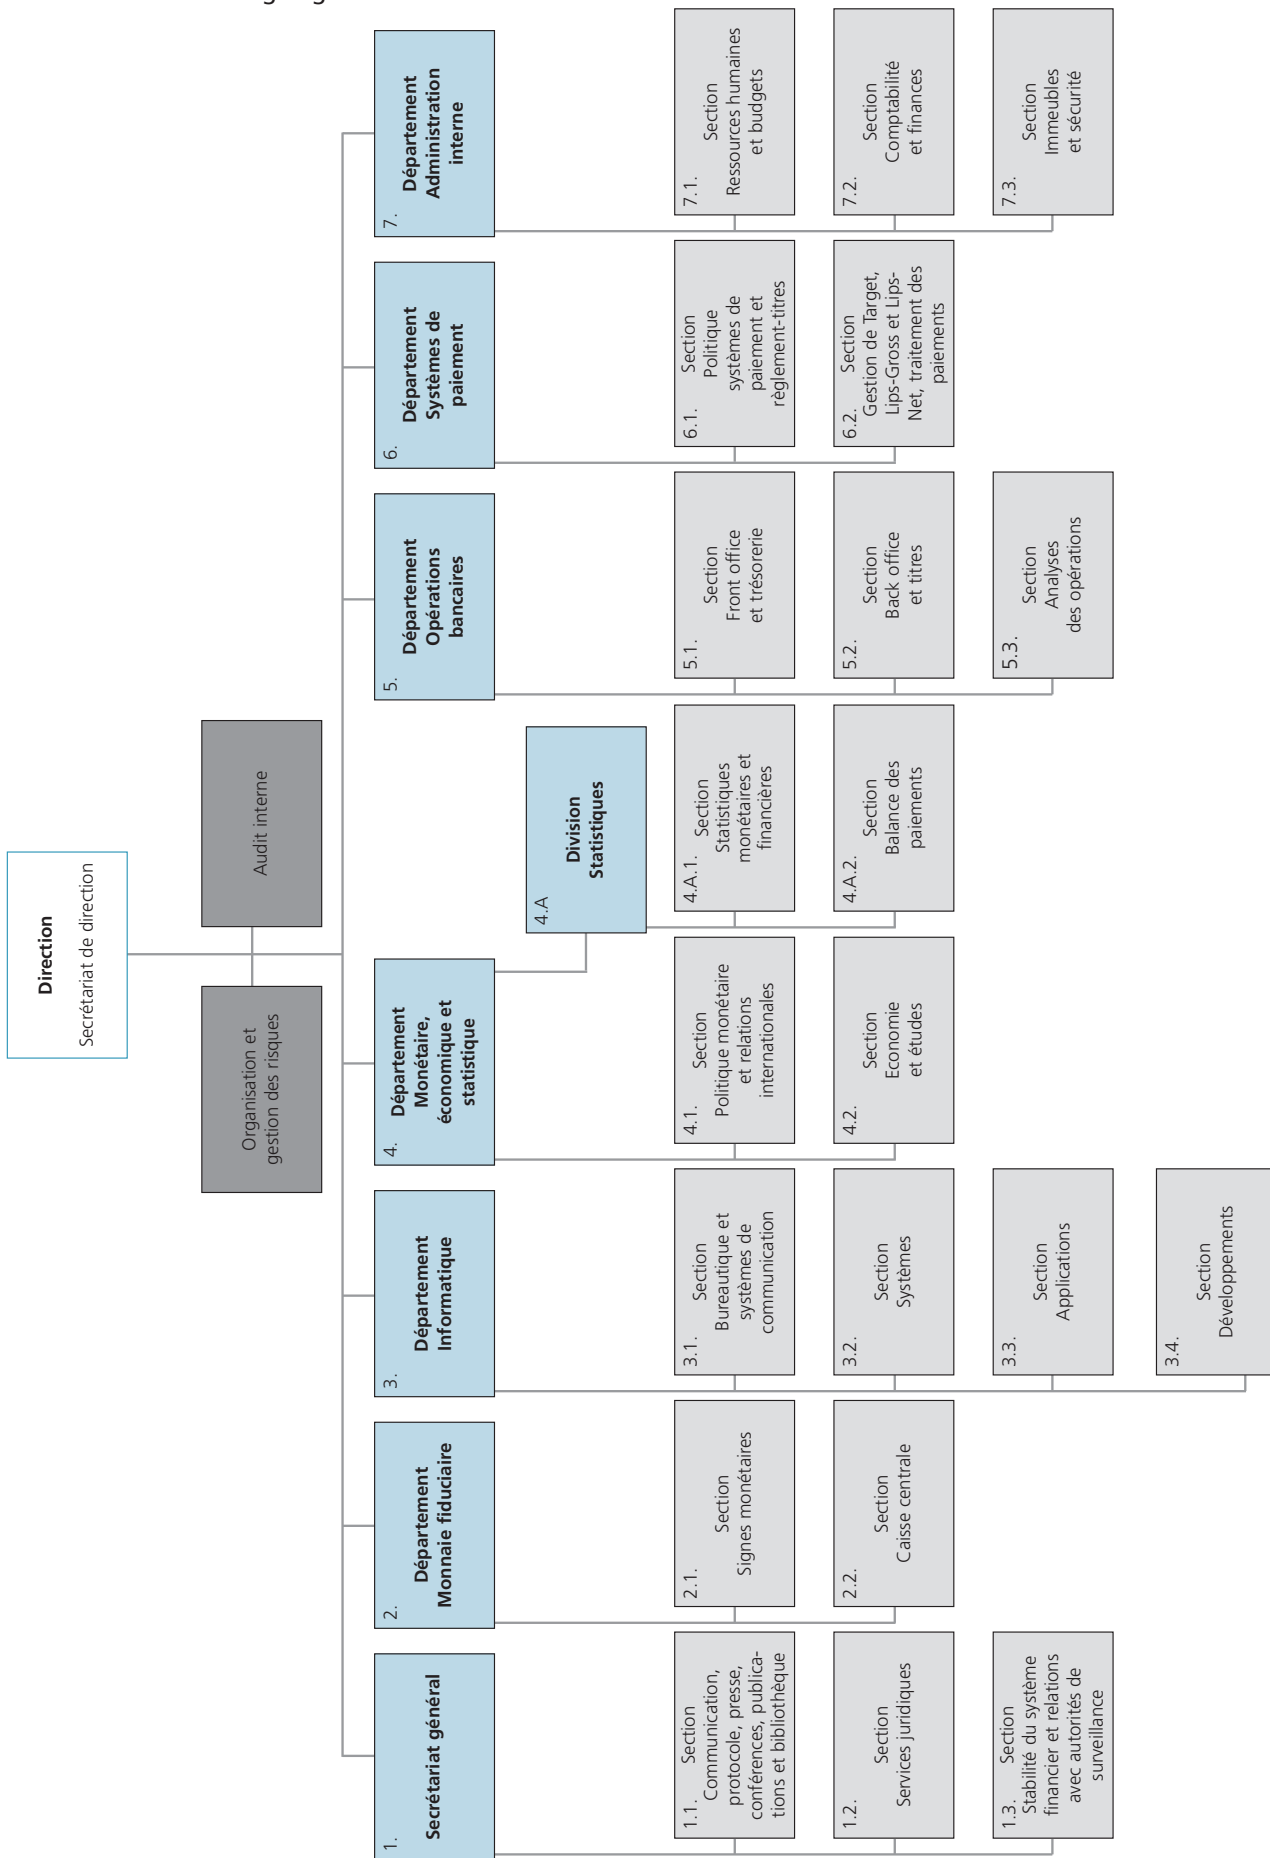 Direction
Secrétariat de direction
Organisation et
gestion des risques
Audit interne
1.
Secrétariat général
2.
Département
Monnaie fiduciaire
3.
Département
Informatique
4.
Département
Monétaire,
économique et
statistique
5.
Département
Opérations
bancaires
6.
Département
Systèmes de
paiement
7.
Département
Administration
interne
4.A
Division
Statistiques
1.1. Section
Communication,
protocole, presse,
conférences, publica-
tions et bibliothèque
2.1.
Section
Signes monétaires
3.1.
Section
Bureautique et
systèmes de
communication
4.1.
Section
Politique monétaire
et relations
internationales
4.A.1. Section
Statistiques
monétaires et
financières
5.1.
Section
Front office
et trésorerie
6.1. Section
Politique
systèmes de
paiement et
règlement-titres
7.1.
Section
Ressources humaines
et budgets
1.2.
Section
Services juridiques
2.2.
Section
Caisse centrale
3.2.
Section
Systèmes
4.2.
Section
Economie
et études
4.A.2. Section
Balance des
paiements
5.2.
Section
Back office
et titres
6.2. Section
Gestion de Target,
Lips-Gross et Lips-
Net, traitement des
paiements
7.2.
Section
Comptabilité
et finances
1.3. Section
Stabilité du système
financier et relations
avec autorités de
surveillance
3.3.
Section
Applications
5.3.
Section
Analyses
des opérations
7.3.
Section
Immeubles
et sécurité
3.4.
Section
Développements